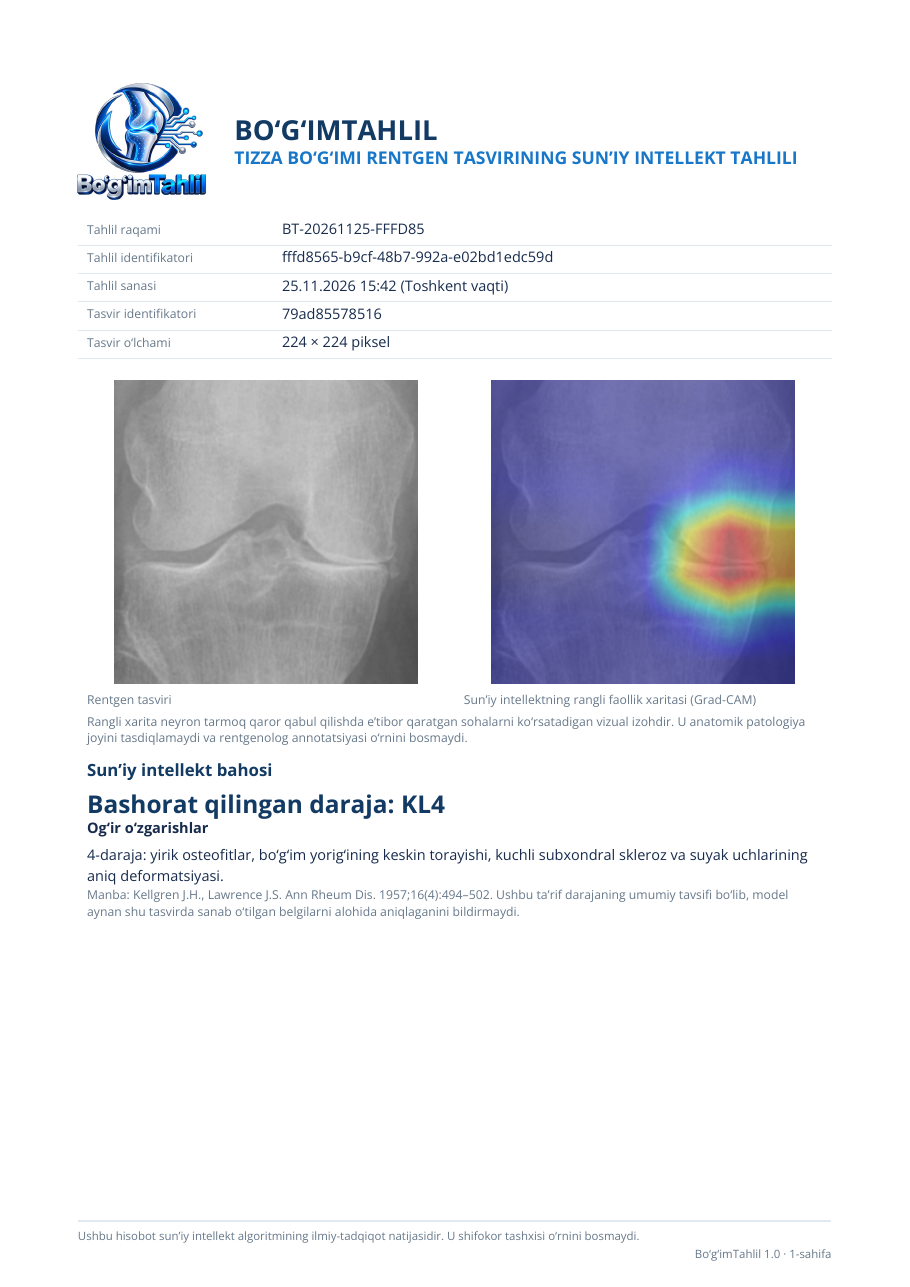 Bo‘g‘imTahlil
BO‘G‘IMTAHLIL
TIZZA BO‘G‘IMI RENTGEN TASVIRINING SUN’IY INTELLEKT TAHLILI
Tahlil raqami BT-20261125-FFFD85
Tahlil identifikatori fffd8565-b9cf-48b7-992a-e02bd1edc59d
Tahlil sanasi 25.11.2026 15:42 (Toshkent vaqti)
Tasvir identifikatori 79ad85578516
Tasvir o‘lchami 224 × 224 piksel
Rentgen tasviri Sun’iy intellektning rangli faollik xaritasi (Grad-CAM)
Rangli xarita neyron tarmoq qaror qabul qilishda e’tibor qaratgan sohalarni ko‘rsatadigan vizual izohdir. U anatomik patologiya
joyini tasdiqlamaydi va rentgenolog annotatsiyasi o‘rnini bosmaydi.
Sun’iy intellekt bahosi
Bashorat qilingan daraja: KL4
Og‘ir o‘zgarishlar
4-daraja: yirik osteofitlar, bo‘g‘im yorig‘ining keskin torayishi, kuchli subxondral skleroz va suyak uchlarining
aniq deformatsiyasi.
Manba: Kellgren J.H., Lawrence J.S. Ann Rheum Dis. 1957;16(4):494–502. Ushbu ta’rif darajaning umumiy tavsifi bo‘lib, model
aynan shu tasvirda sanab o‘tilgan belgilarni alohida aniqlaganini bildirmaydi.
Ushbu hisobot sun’iy intellekt algoritmining ilmiy-tadqiqot natijasidir. U shifokor tashxisi o‘rnini bosmaydi.
Bo‘g‘imTahlil 1.0 · 1-sahifa